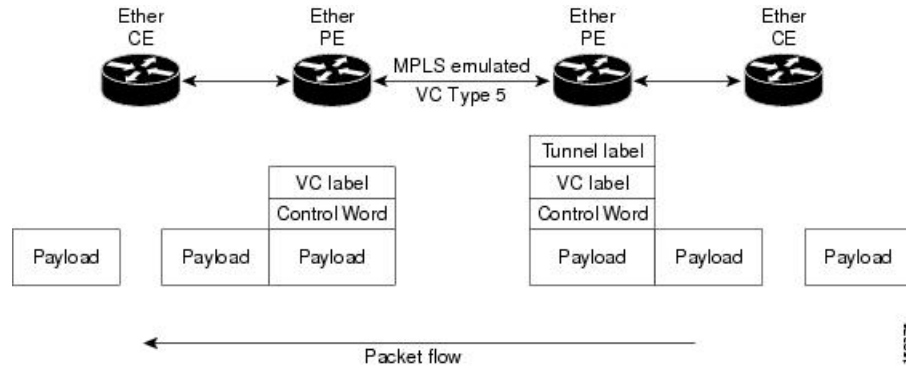 Ether
CE
Ether
PE
Ether
PE
Ether
CE
MPLS emulated
VC Type 5
Tunnel label
VC label
VC label
Control Word
Control Word
Payload
Payload
Payload
Payload
Payload
Payload
Packet flow